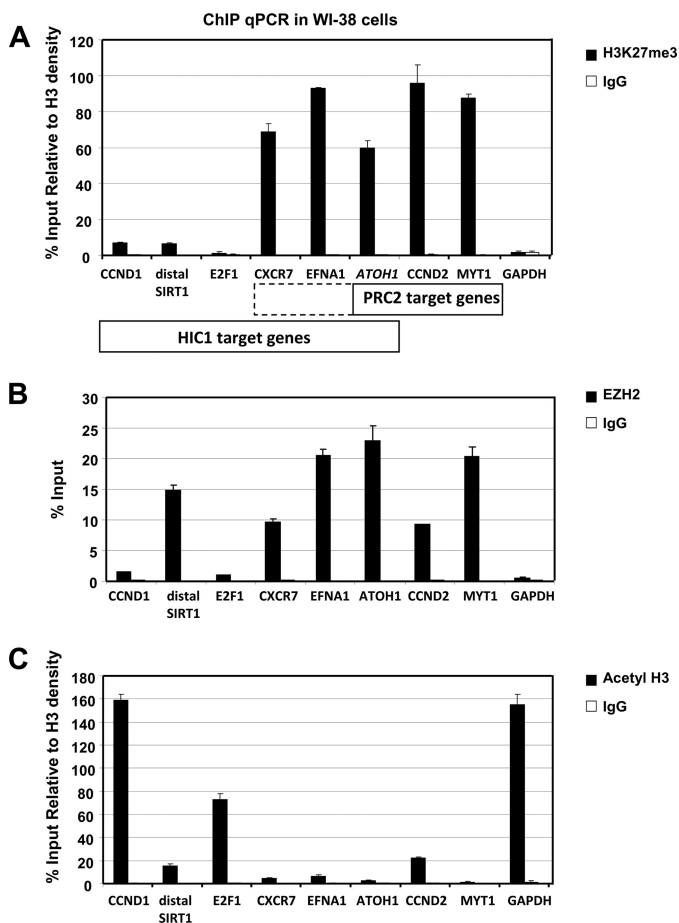 ChIP qPCR in WI-38 cells
A
% Input Relative to H3 density
120
100
80
60
40
20
0
H3K27me3
IgG
CCND1 distal SIRT1 E2F1 CXCR7 EFNA1 ATOH1 CCND2 MYT1 GAPDH
PRC2 target genes
HIC1 target genes
B
% Input
30
25
20
15
10
5
0
EZH2
IgG
CCND1 distal SIRT1 E2F1 CXCR7 EFNA1 ATOH1 CCND2 MYT1 GAPDH
C
% Input Relative to H3 density
180
160
140
120
100
80
60
40
20
0
Acetyl H3
IgG
CCND1 distal SIRT1 E2F1 CXCR7 EFNA1 ATOH1 CCND2 MYT1 GAPDH